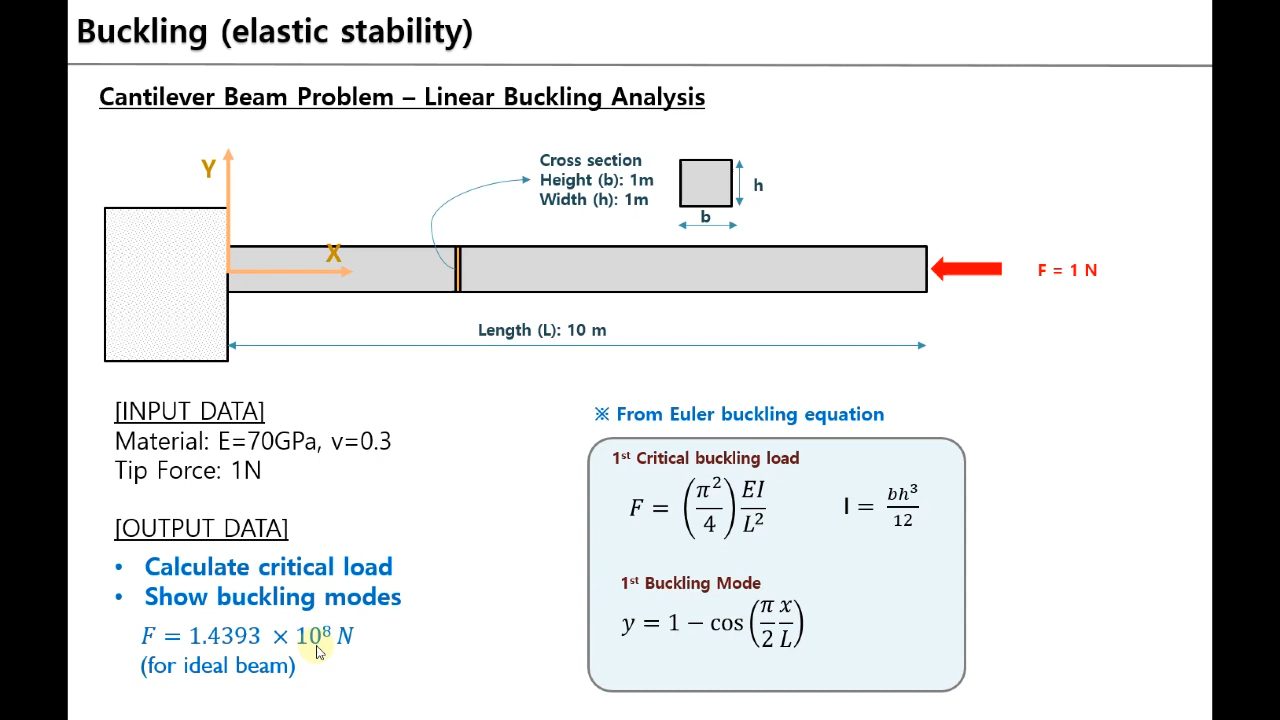 Buckling (elastic stability)
Cantilever Beam Problem – Linear Buckling Analysis
Y
X
Cross section
Height (b): 1m
Width (h): 1m
h
b
F = 1 N
Length (L): 10 m
[INPUT DATA]
Material: E=70GPa, v=0.3
Tip Force: 1N
[OUTPUT DATA]
• Calculate critical load
• Show buckling modes
F = 1.4393 × 10⁸ N
(for ideal beam)
※ From Euler buckling equation
1st Critical buckling load
F = (π²/4) EI/L²
I = bh³/12
1st Buckling Mode
y = 1 − cos(π/2 x/L)